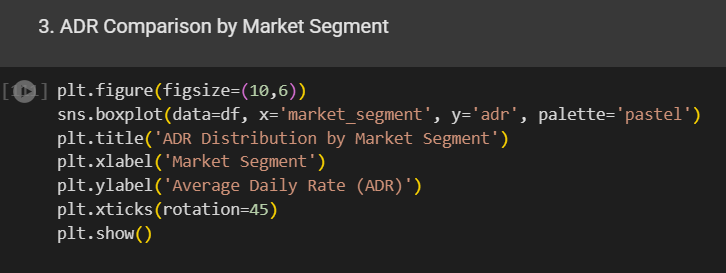 3. ADR Comparison by Market Segment
plt.figure(figsize=(10,6))
sns.boxplot(data=df, x='market_segment', y='adr', palette='pastel')
plt.title('ADR Distribution by Market Segment')
plt.xlabel('Market Segment')
plt.ylabel('Average Daily Rate (ADR)')
plt.xticks(rotation=45)
plt.show()